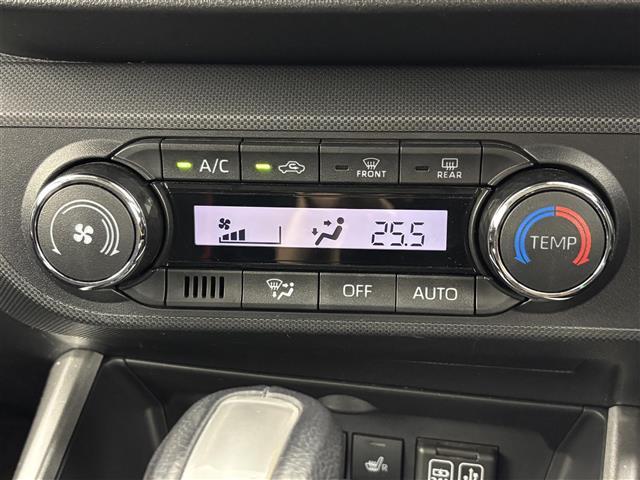 A/C
FRONT
REAR
25.5
TEMP
OFF
AUTO
R